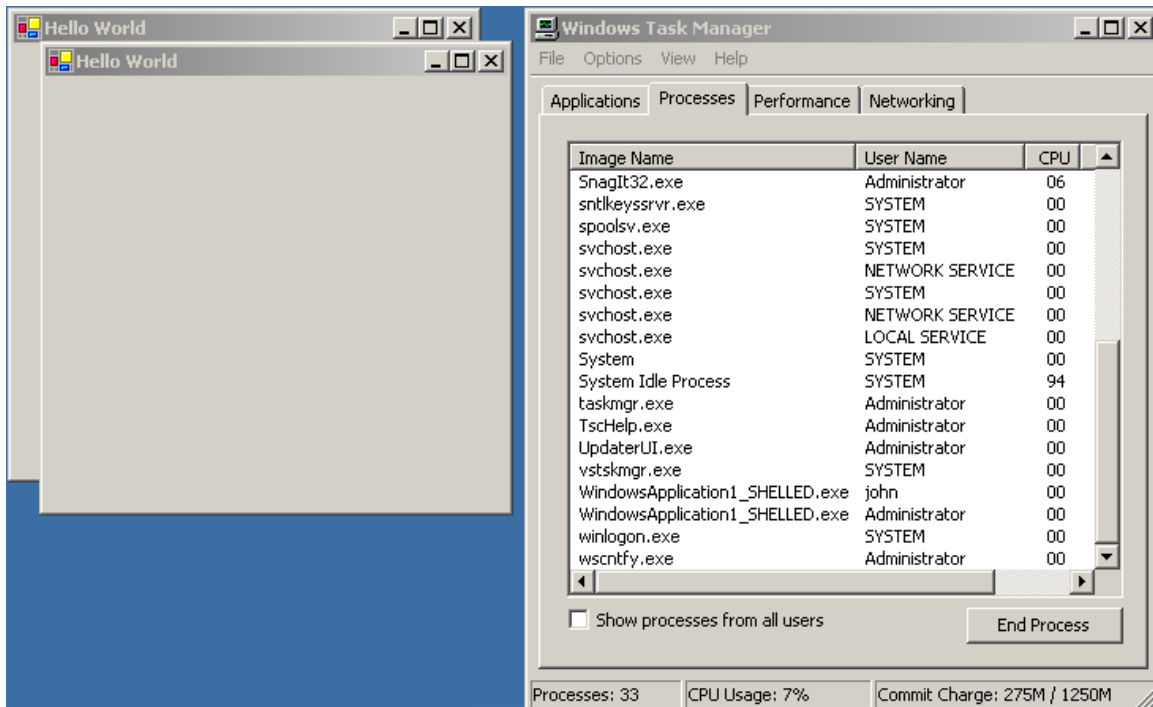 Hello World
Hello World
Windows Task Manager
File Options View Help
Applications Processes Performance Networking
Image Name User Name CPU
SnagIt32.exe Administrator 06
sntlkeyssrvr.exe SYSTEM 00
spoolsv.exe SYSTEM 00
svchost.exe SYSTEM 00
svchost.exe NETWORK SERVICE 00
svchost.exe SYSTEM 00
svchost.exe NETWORK SERVICE 00
svchost.exe LOCAL SERVICE 00
System SYSTEM 00
System Idle Process SYSTEM 94
taskmgr.exe Administrator 00
TscHelp.exe Administrator 00
UpdaterUI.exe Administrator 00
vstskmgr.exe SYSTEM 00
WindowsApplication1_SHELLED.exe john 00
WindowsApplication1_SHELLED.exe Administrator 00
winlogon.exe SYSTEM 00
wscntfy.exe Administrator 00
Show processes from all users
End Process
Processes: 33 CPU Usage: 7% Commit Charge: 275M / 1250M